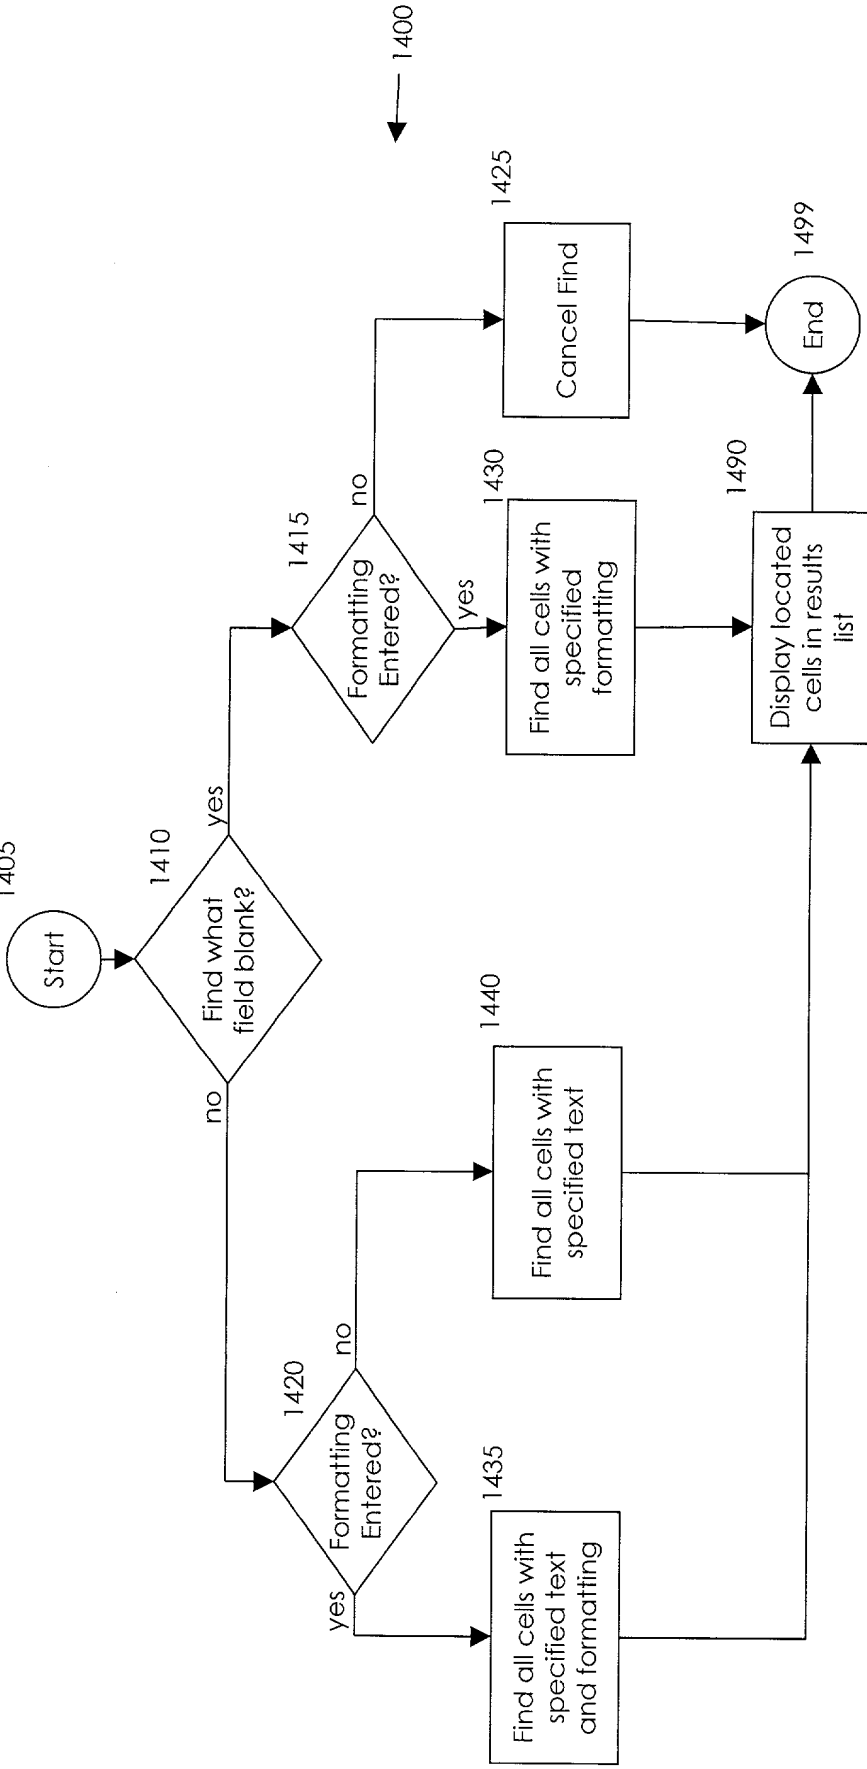 1400
1405
Start
1410
Find what
field blank?
no
yes
1420
Formatting
Entered?
yes
no
1415
Formatting
Entered?
yes
no
1435
Find all cells with
specified text
and formatting
1440
Find all cells with
specified text
1430
Find all cells with
specified
formatting
1425
Cancel Find
1490
Display located
cells in results
list
1499
End